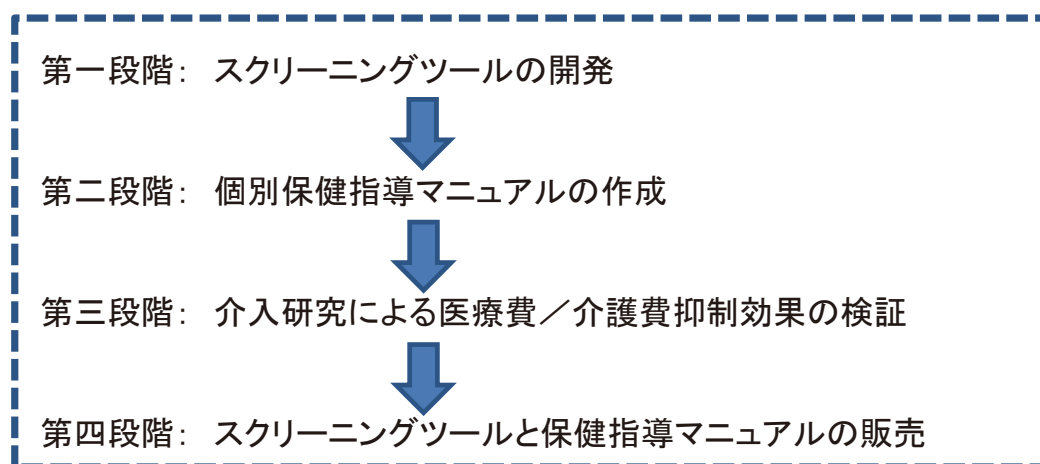 第一段階： スクリーニングツールの開発
第二段階： 個別保健指導マニュアルの作成
第三段階： 介入研究による医療費／介護費抑制効果の検証
第四段階： スクリーニングツールと保健指導マニュアルの販売